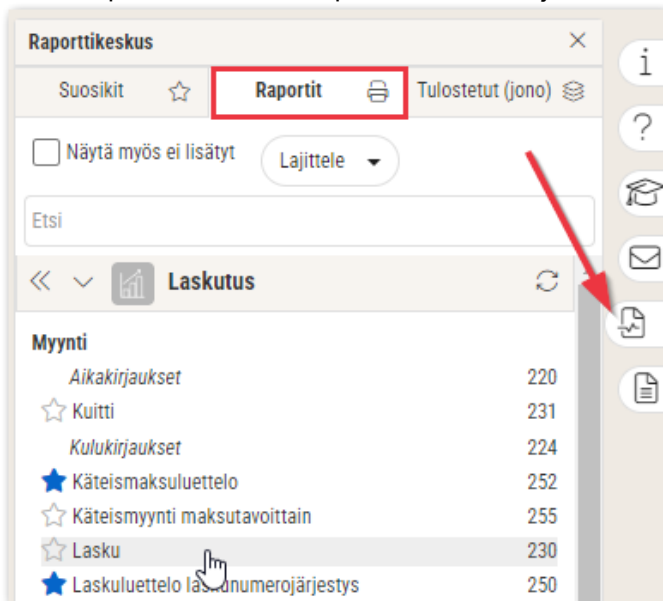 Raporttikeskus
Suosikit Raportit Tulostetut (jono)
Näytä myös ei lisätyt Lajittele
Etsi
Laskutus
Myynti
Aikakirjaukset 220
Kuitti 231
Kulukirjaukset 224
Käteismaksuluettelo 252
Käteismyynti maksutavoittain 255
Lasku 230
Laskuluettelo laskunumerojärjestys 250